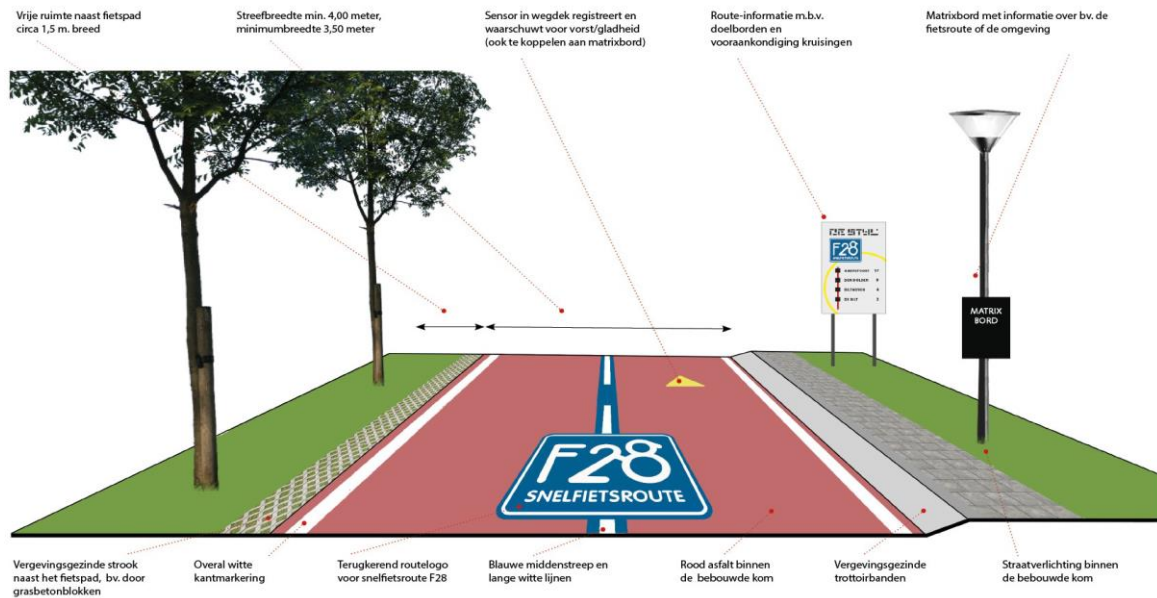 Vrije ruimte naast fietspad
circa 1,5 m. breed
Streefbreedte min. 4,00 meter,
minimumbreedte 3,50 meter
Sensor in wegdek registreert en
waarschuwt voor vorst/gladheid
(ook te koppelen aan matrixbord)
Route-informatie m.b.v.
doelborden en
vooraankondiging kruisingen
Matrixbord met informatie over bv. de
fietsroute of de omgeving
F28
MATRIX
BORD
F28
SNELFIETSROUTE
Vergevingsgezinde strook
naast het fietspad, bv. door
grasbetonblokken
Overal witte
kantmarkering
Terugkerend routelogo
voor snelfietsroute F28
Blauwe middenstreep en
lange witte lijnen
Rood asfalt binnen
de bebouwde kom
Vergevingsgezinde
trottoirbanden
Straatverlichting binnen
de bebouwde kom